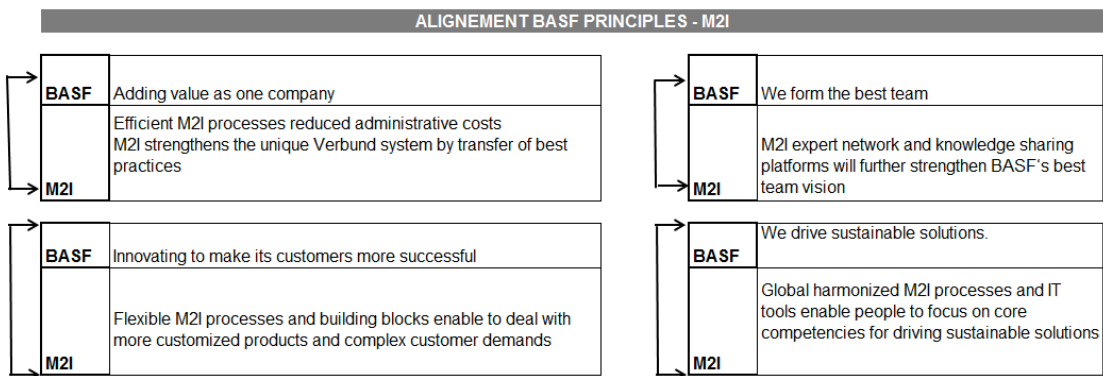 ALIGNEMENT BASF PRINCIPLES - M2I
BASF
Adding value as one company
Efficient M2I processes reduced administrative costs
M2I strengthens the unique Verbund system by transfer of best
practices
M2I
BASF
We form the best team
M2I expert network and knowledge sharing
platforms will further strengthen BASF's best
team vision
M2I
BASF
Innovating to make its customers more successful
Flexible M2I processes and building blocks enable to deal with
more customized products and complex customer demands
M2I
We drive sustainable solutions.
BASF
Global harmonized M2I processes and IT
tools enable people to focus on core
competencies for driving sustainable solutions
M2I